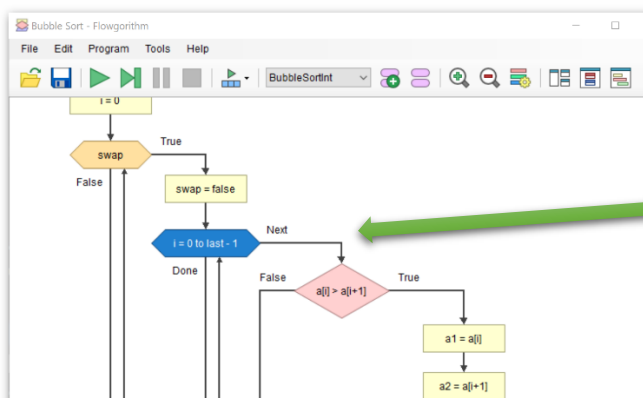 Bubble Sort - Flowgorithm
File Edit Program Tools Help
BubbleSortInt
i = 0
swap
True
False
swap = false
i = 0 to last - 1
Next
Done
False
a[i] > a[i+1]
True
a1 = a[i]
a2 = a[i+1]